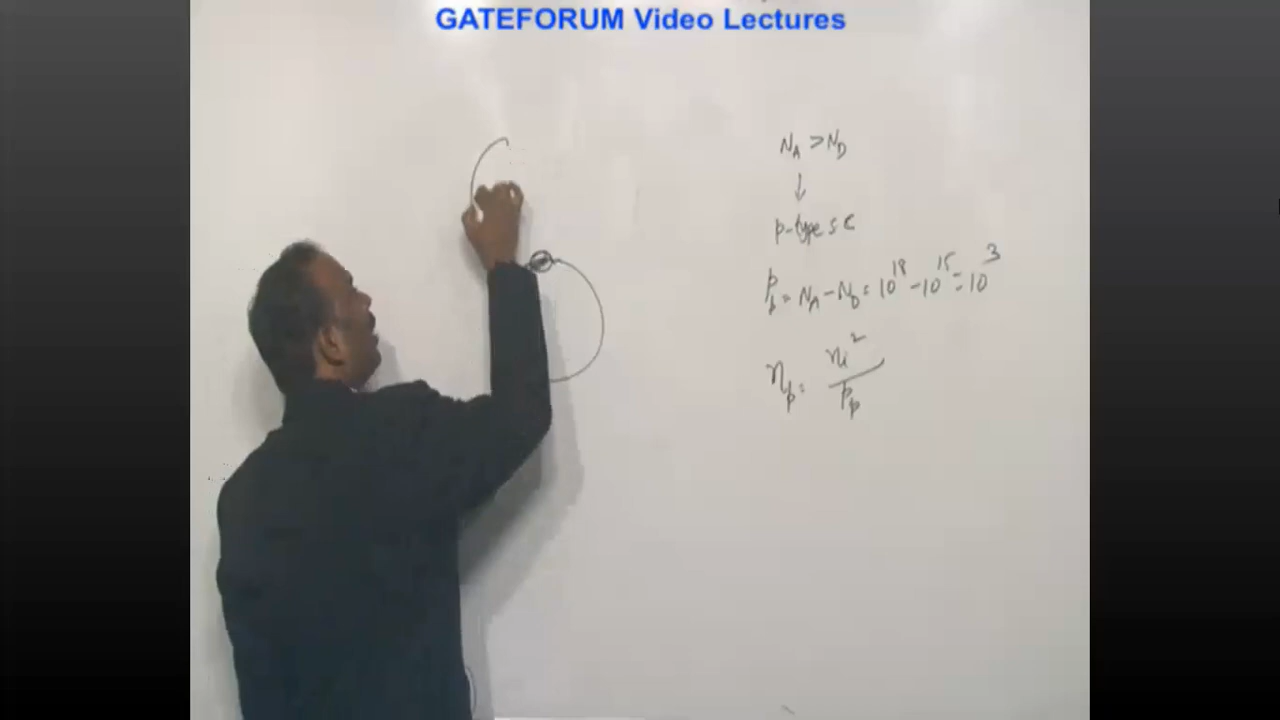 GATEFORUM Video Lectures
N_A > N_D
↓
p-type s c
p_p = N_A - N_D = 10^18 - 10^15 = 10^3
n_p = n_i^2 / p_p